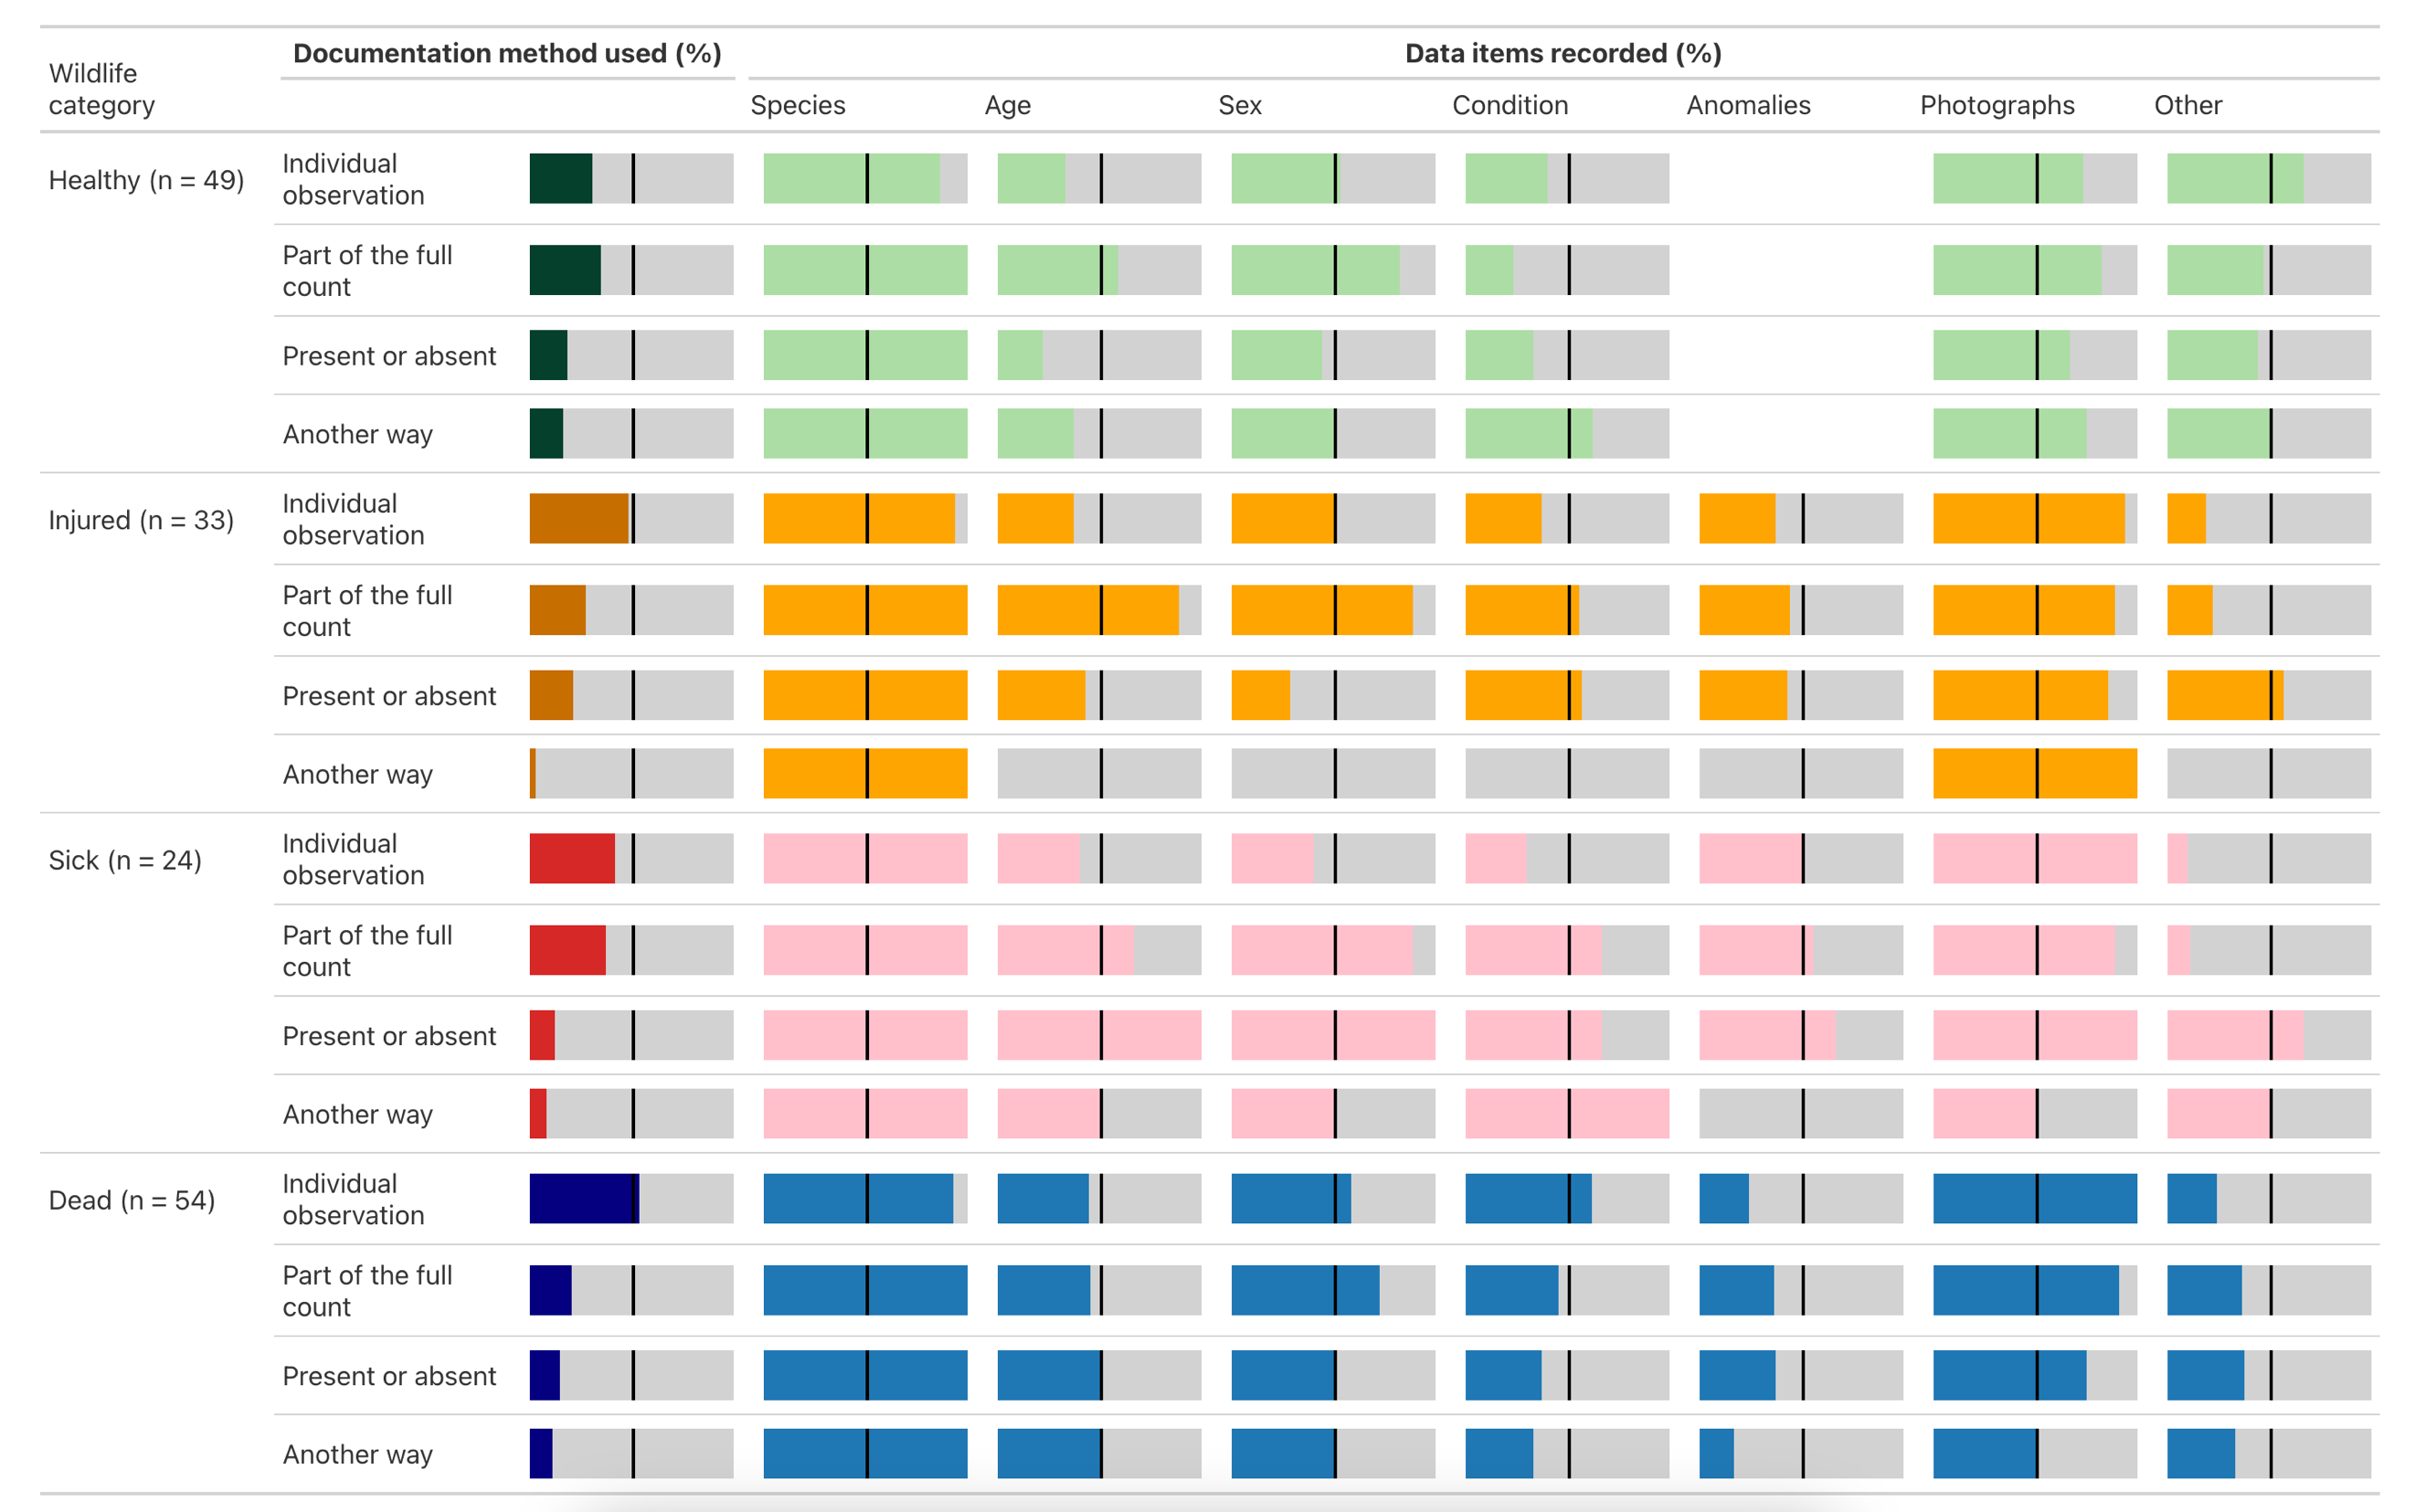 Wildlife
category
Documentation method used (%)
Data items recorded (%)
Species
Age
Sex
Condition
Anomalies
Photographs
Other
Healthy (n = 49)
Individual
observation
Part of the full
count
Present or absent
Another way
Injured (n = 33)
Individual
observation
Part of the full
count
Present or absent
Another way
Sick (n = 24)
Individual
observation
Part of the full
count
Present or absent
Another way
Dead (n = 54)
Individual
observation
Part of the full
count
Present or absent
Another way